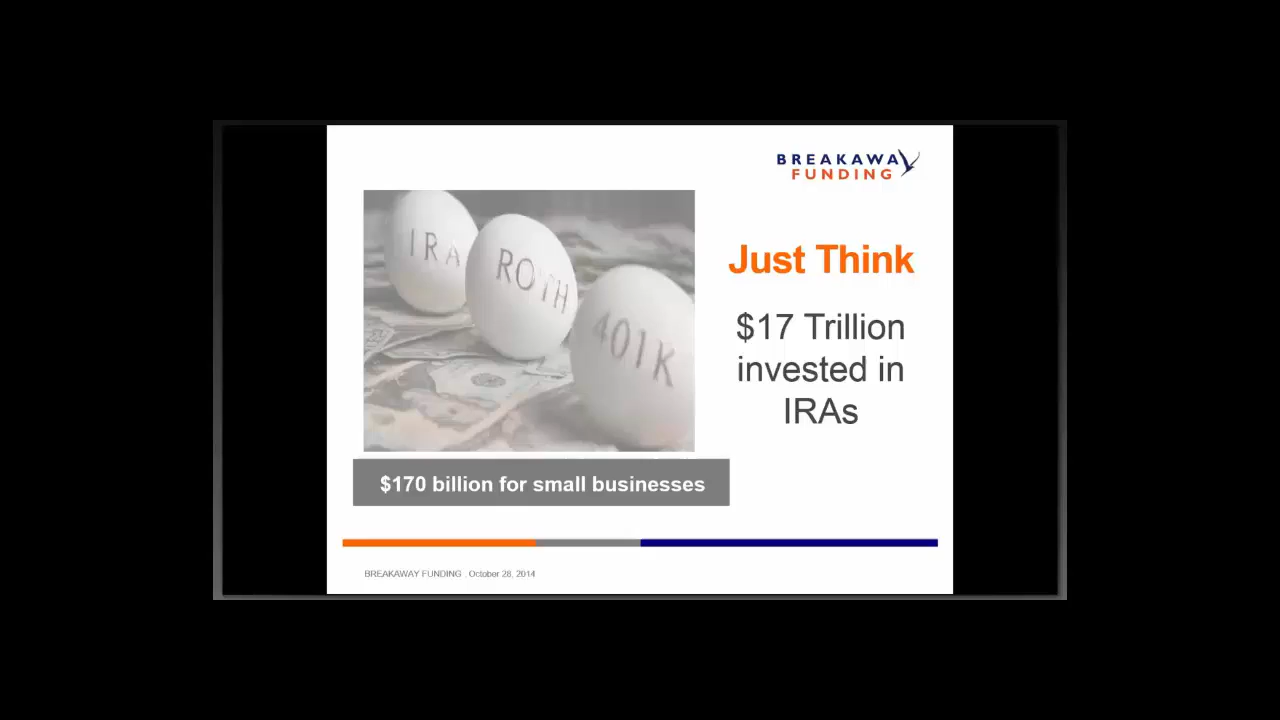 BREAKAWAY
FUNDING
IRA
ROTH
401K
Just Think
$17 Trillion
invested in
IRAs
$170 billion for small businesses
BREAKAWAY FUNDING . October 28, 2014